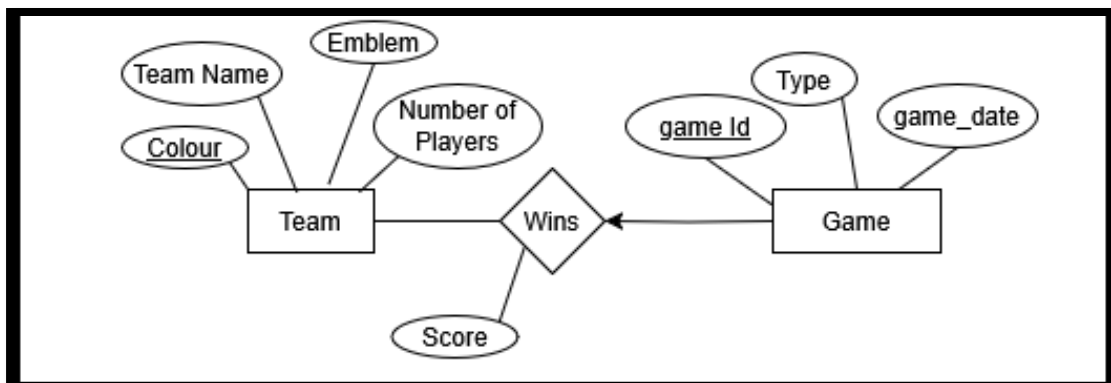 Emblem
Team Name
Type
Number of
Players
game Id
game_date
Colour
Team
Wins
Game
Score